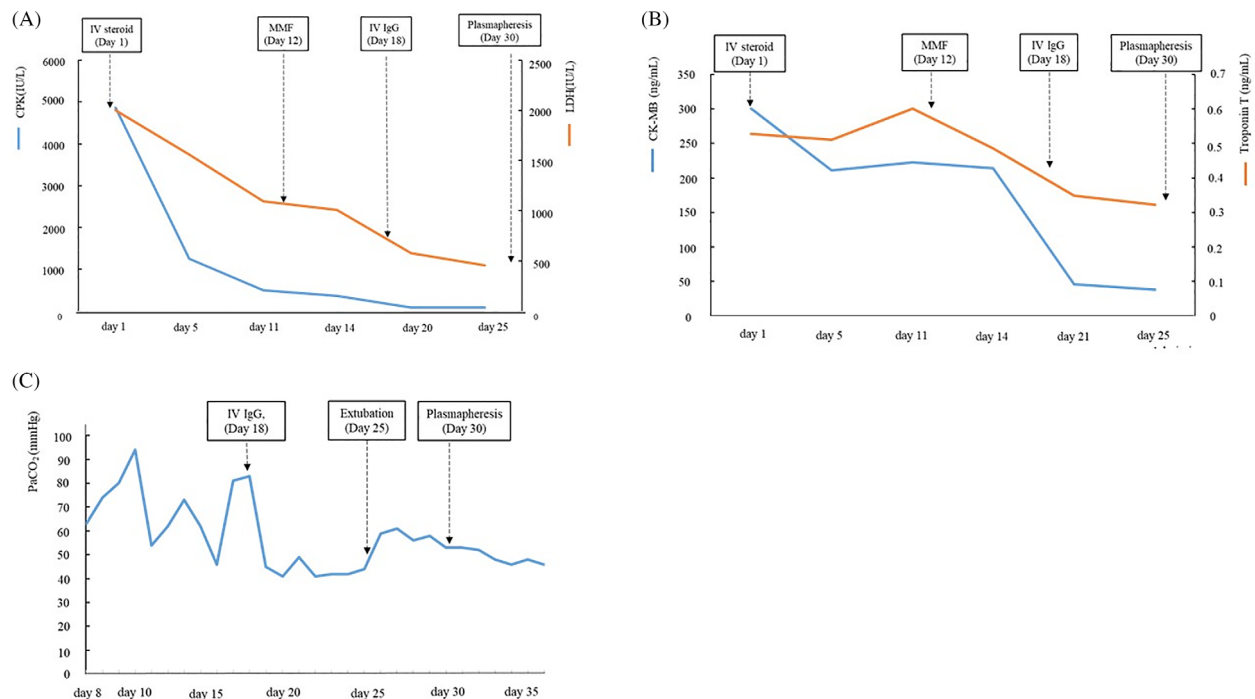 (A)
IV steroid
(Day 1)
MMF
(Day 12)
IV IgG
(Day 18)
Plasmapheresis
(Day 30)
CPK(IU/L)
6000
5000
4000
3000
2000
1000
0
LDH(IU/L)
2500
2000
1500
1000
500
0
day 1
day 5
day 11
day 14
day 20
day 25
(B)
IV steroid
(Day 1)
MMF
(Day 12)
IV IgG
(Day 18)
Plasmapheresis
(Day 30)
CK-MB (ng/mL)
350
300
250
200
150
100
50
0
Troponin T (ug/mL)
0.7
0.6
0.5
0.4
0.3
0.2
0.1
0
day 1
day 5
day 11
day 14
day 21
day 25
(C)
IV IgG,
(Day 18)
Extubation
(Day 25)
Plasmapheresis
(Day 30)
PaCO₂ (mmHg)
100
90
80
70
60
50
40
30
20
10
0
day 8
day 10
day 15
day 20
day 25
day 30
day 35